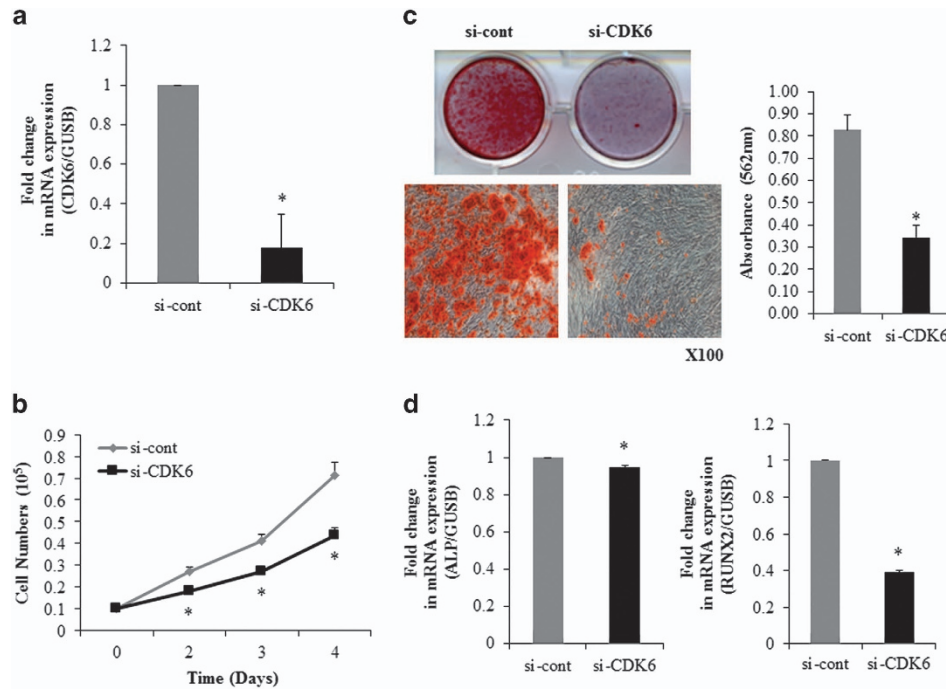 a
Fold change
in mRNA expression
(CDK6/GUSB)
1.2
1
0.8
0.6
0.4
0.2
0
*
si-cont
si-CDK6
c
si-cont
si-CDK6
X100
Absorbance (562nm)
1.00
0.90
0.80
0.70
0.60
0.50
0.40
0.30
0.20
0.10
0.00
*
si-cont
si-CDK6
b
Cell Numbers (10⁵)
0.9
0.8
0.7
0.6
0.5
0.4
0.3
0.2
0.1
0
si-cont
si-CDK6
*
*
*
0
2
3
4
Time (Days)
d
Fold change
in mRNA expression
(ALP/GUSB)
1.2
1
0.8
0.6
0.4
0.2
0
*
si-cont
si-CDK6
Fold change
in mRNA expression
(RUNX2/GUSB)
1.2
1
0.8
0.6
0.4
0.2
0
*
si-cont
si-CDK6